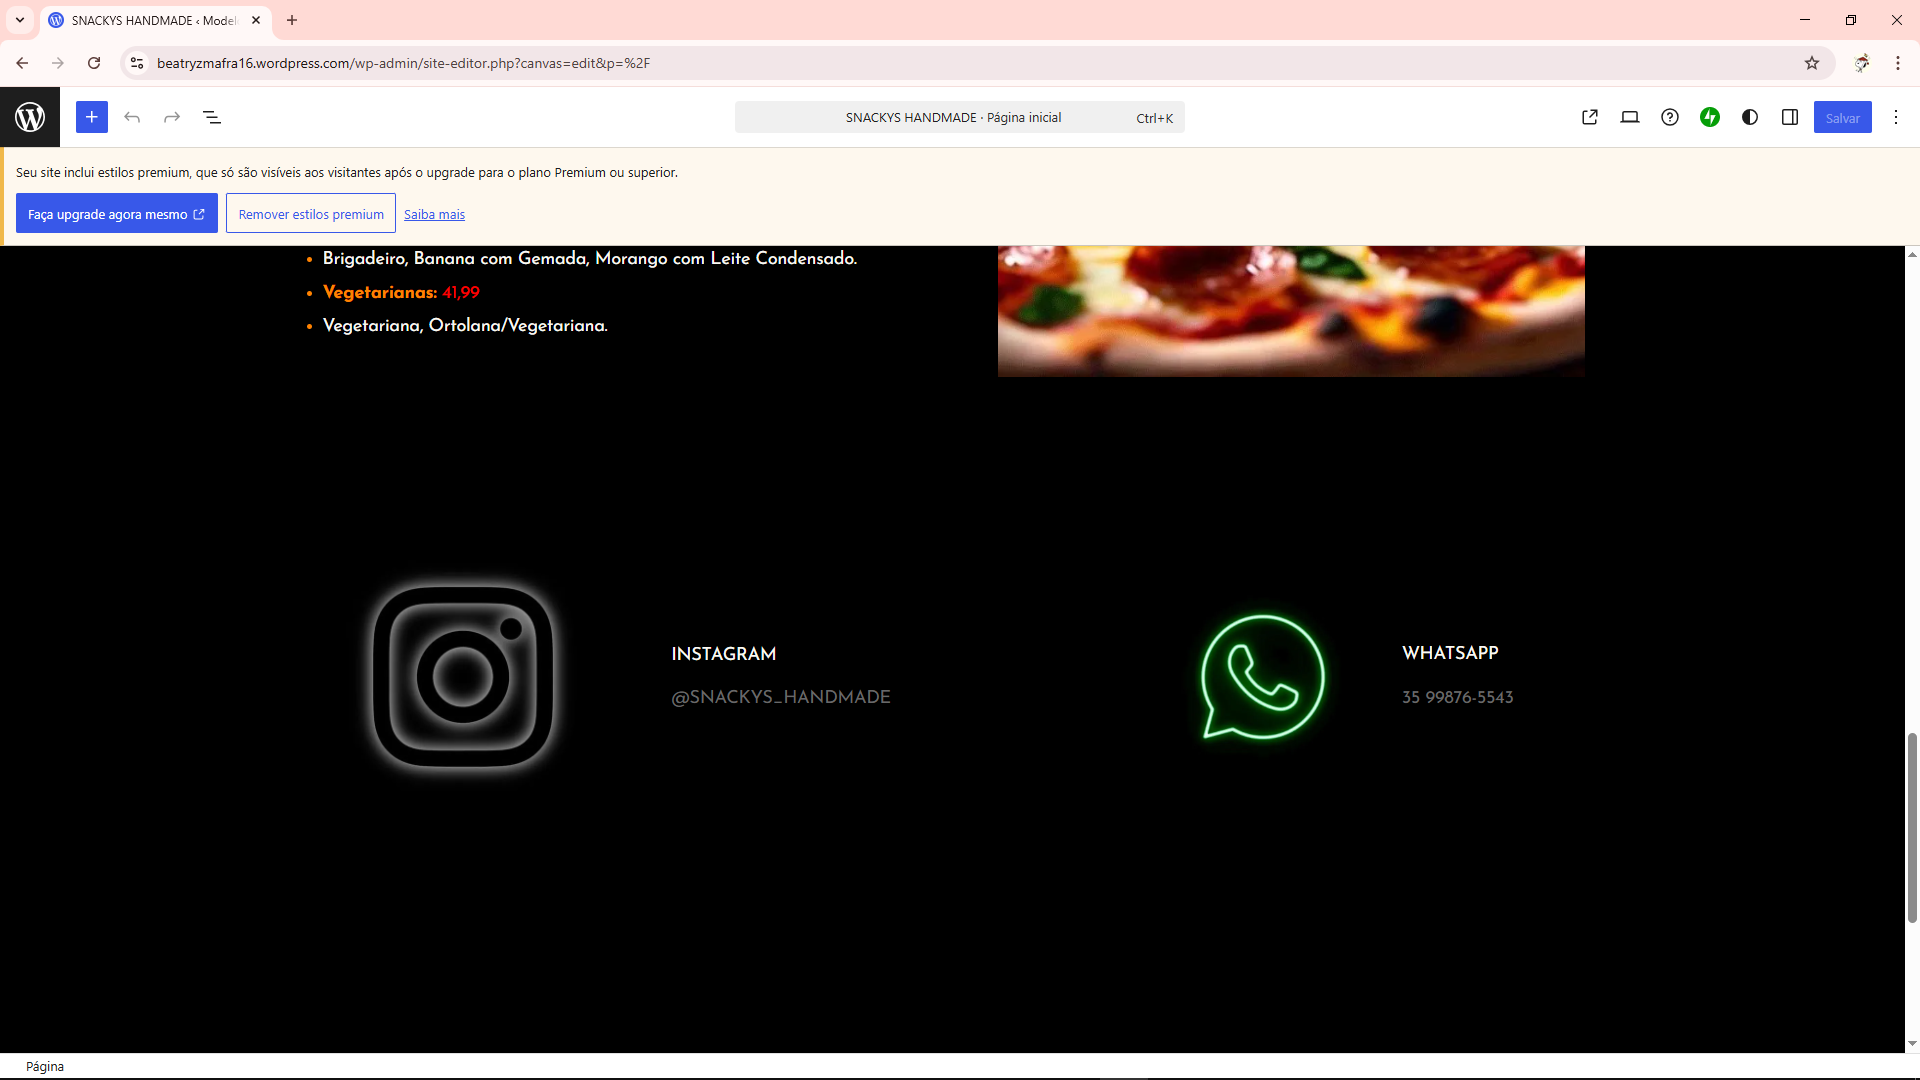 SNACKYS HANDMADE ‹ Model
beatryzmafra16.wordpress.com/wp-admin/site-editor.php?canvas=edit&p=%2F
SNACKYS HANDMADE · Página inicial Ctrl+K
Salvar
Seu site inclui estilos premium, que só são visíveis aos visitantes após o upgrade para o plano Premium ou superior.
Faça upgrade agora mesmo Remover estilos premium Saiba mais
Brigadeiro, Banana com Gemada, Morango com Leite Condensado.
Vegetarianas: 41,99
Vegetariana, Ortolana/Vegetariana.
INSTAGRAM
@SNACKYS_HANDMADE
WHATSAPP
35 99876-5543
Página